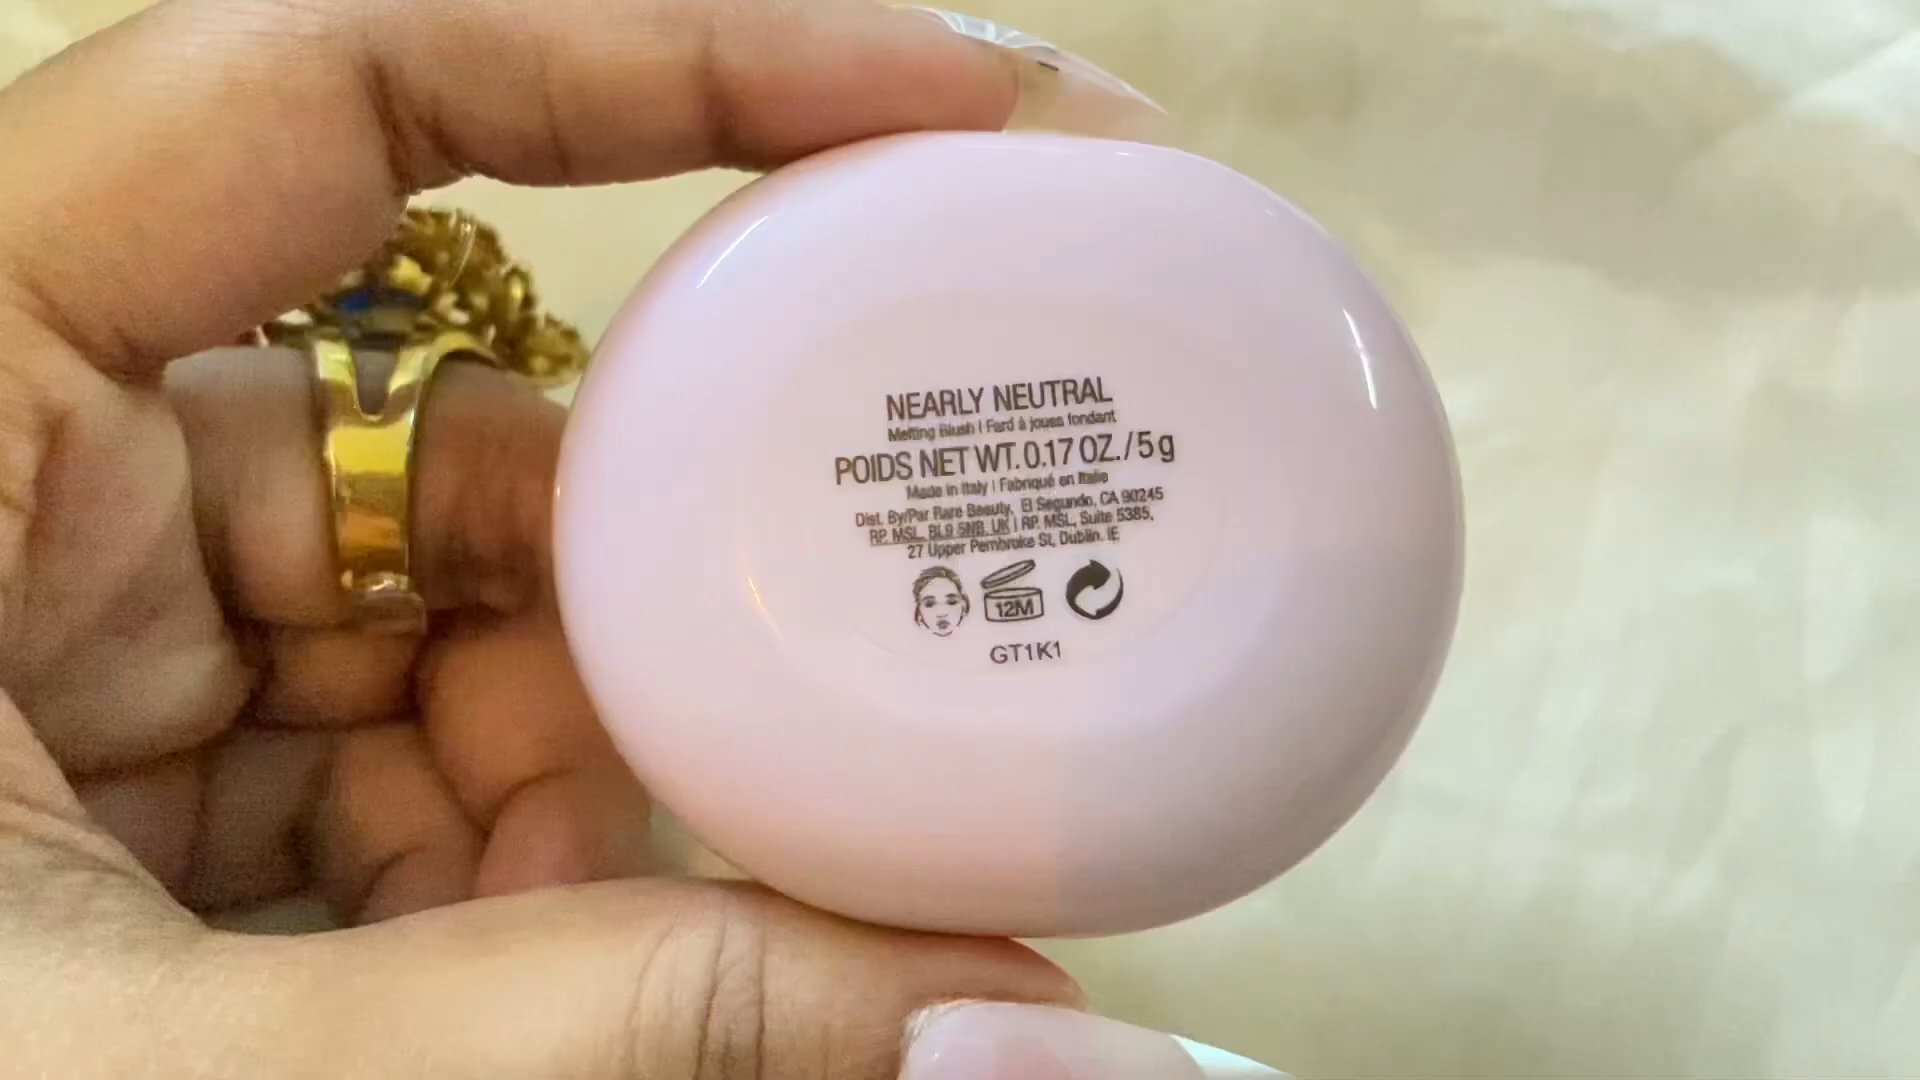 NEARLY NEUTRAL
Melting Blush | Fard à joues fondant
POIDS NET WT. 0.17 OZ. / 5 g
Made in Italy | Fabriqué en Italie
Dist. By/Par Rare Beauty, El Segundo, CA 90245
RP. MSL, BL9 5NB, UK | RP. MSL, Suite 5385,
27 Upper Pembroke St, Dublin. IE
12M
GT1K1